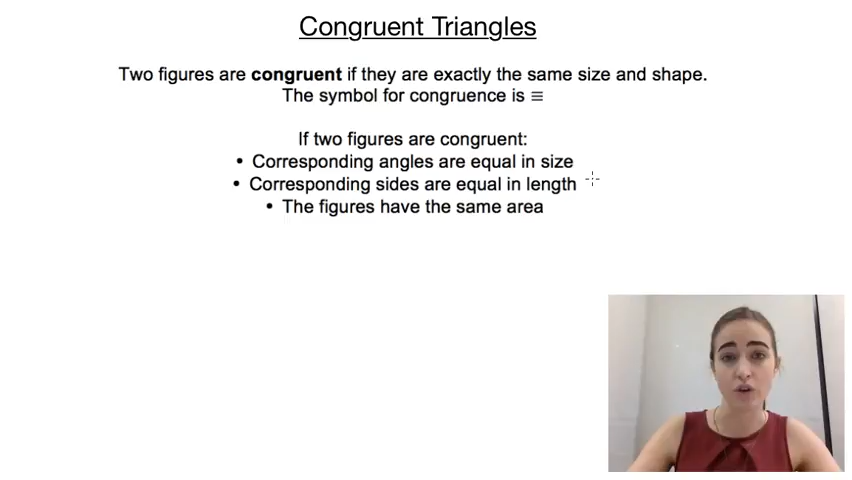 Congruent Triangles
Two figures are congruent if they are exactly the same size and shape.
The symbol for congruence is ≡
If two figures are congruent:
• Corresponding angles are equal in size
• Corresponding sides are equal in length
• The figures have the same area